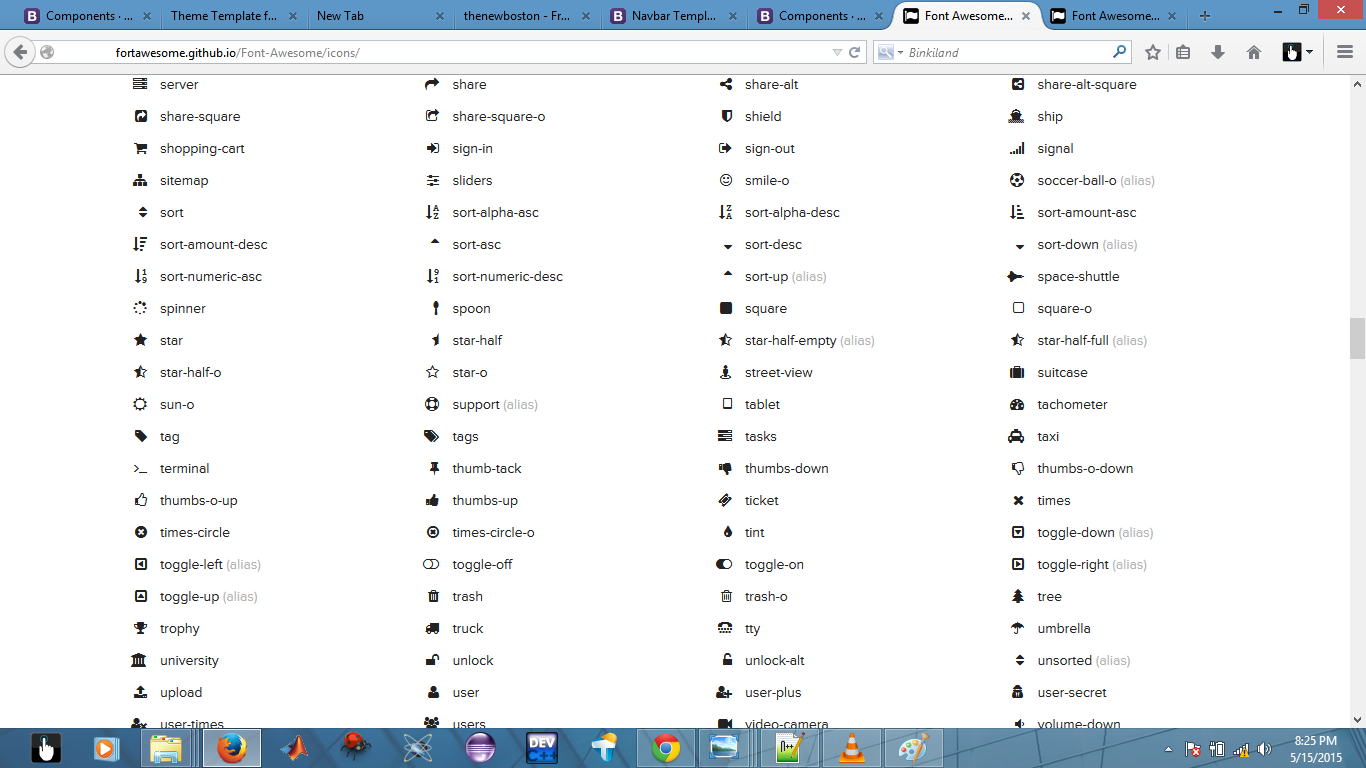 Components · ...
Theme Template f...
New Tab
thenewboston - Fr...
Navbar Templ...
Components · ...
Font Awesome...
Font Awesome...
fortawesome.github.io/Font-Awesome/icons/
Binkiland
server share share-alt share-alt-square
share-square share-square-o shield ship
shopping-cart sign-in sign-out signal
sitemap sliders smile-o soccer-ball-o (alias)
sort sort-alpha-asc sort-alpha-desc sort-amount-asc
sort-amount-desc sort-asc sort-desc sort-down (alias)
sort-numeric-asc sort-numeric-desc sort-up (alias) space-shuttle
spinner spoon square square-o
star star-half star-half-empty (alias) star-half-full (alias)
star-half-o star-o street-view suitcase
sun-o support (alias) tablet tachometer
tag tags tasks taxi
terminal thumb-tack thumbs-down thumbs-o-down
thumbs-o-up thumbs-up ticket times
times-circle times-circle-o tint toggle-down (alias)
toggle-left (alias) toggle-off toggle-on toggle-right (alias)
toggle-up (alias) trash trash-o tree
trophy truck tty umbrella
university unlock unlock-alt unsorted (alias)
upload user user-plus user-secret
user-times users video-camera volume-down
DEV C++
n++
8:25 PM
5/15/2015